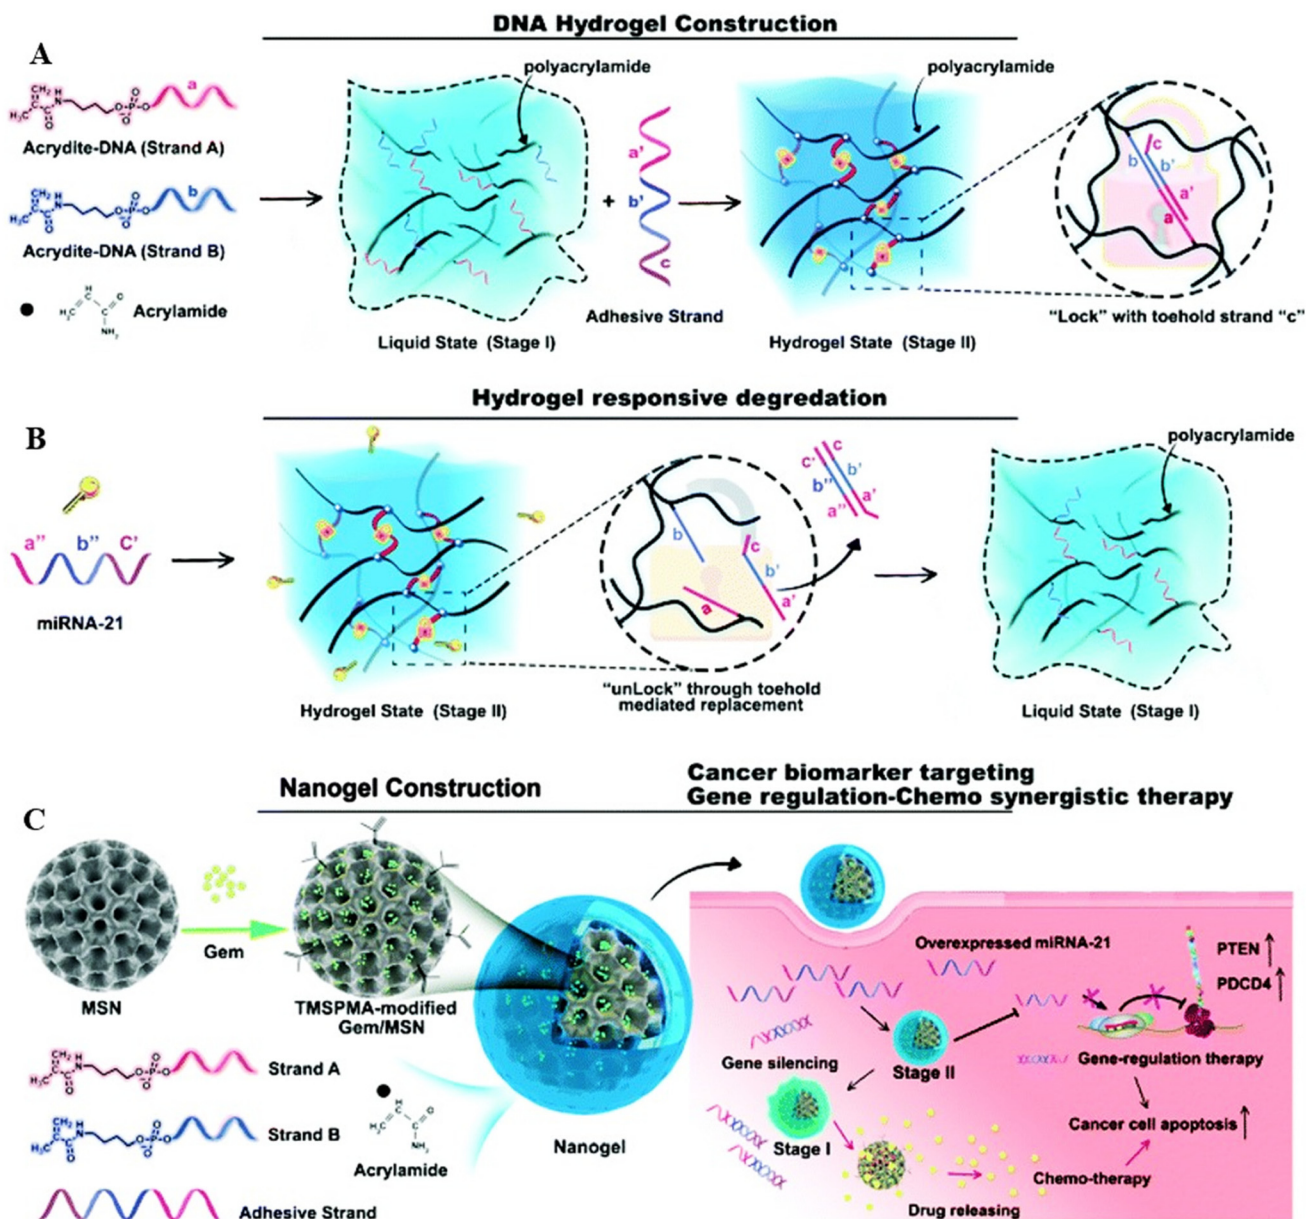 DNA Hydrogel Construction
A
a
Acrydite-DNA (Strand A)
b
Acrydite-DNA (Strand B)
Acrylamide
polyacrylamide
Liquid State (Stage I)
+
a'
b'
c
Adhesive Strand
polyacrylamide
Hydrogel State (Stage II)
c
b
b'
a'
a
"Lock" with toehold strand "c"
Hydrogel responsive degredation
B
a"
b"
C'
miRNA-21
Hydrogel State (Stage II)
b
c
b'
a'
a
"unLock" through toehold
mediated replacement
c
C'
b'
b"
a'
a"
polyacrylamide
Liquid State (Stage I)
Nanogel Construction
Cancer biomarker targeting
Gene regulation-Chemo synergistic therapy
C
MSN
Gem
TMSPMA-modified
Gem/MSN
Strand A
Strand B
Adhesive Strand
Acrylamide
Nanogel
Overexpressed miRNA-21
PTEN
PDCD4
Gene silencing
Stage II
Gene-regulation therapy
Stage I
Cancer cell apoptosis
Chemo-therapy
Drug releasing